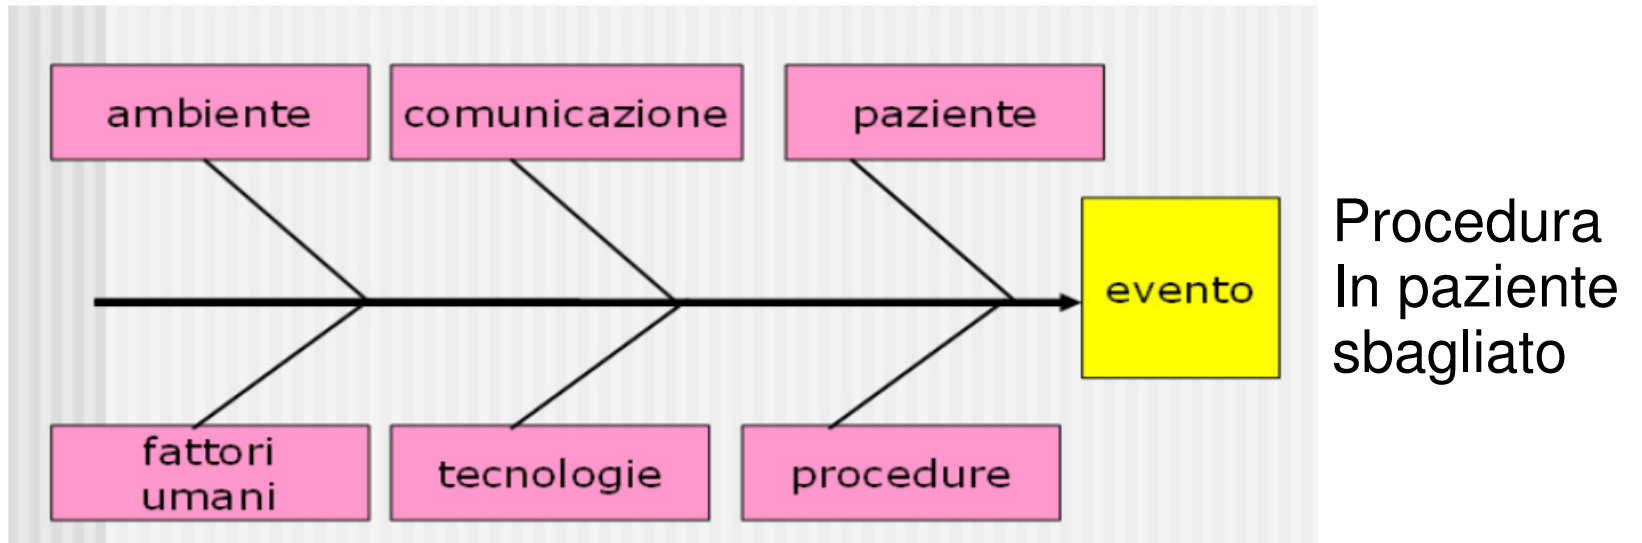 ambiente
comunicazione
paziente
evento
Procedura
In paziente
sbagliato
fattori
umani
tecnologie
procedure